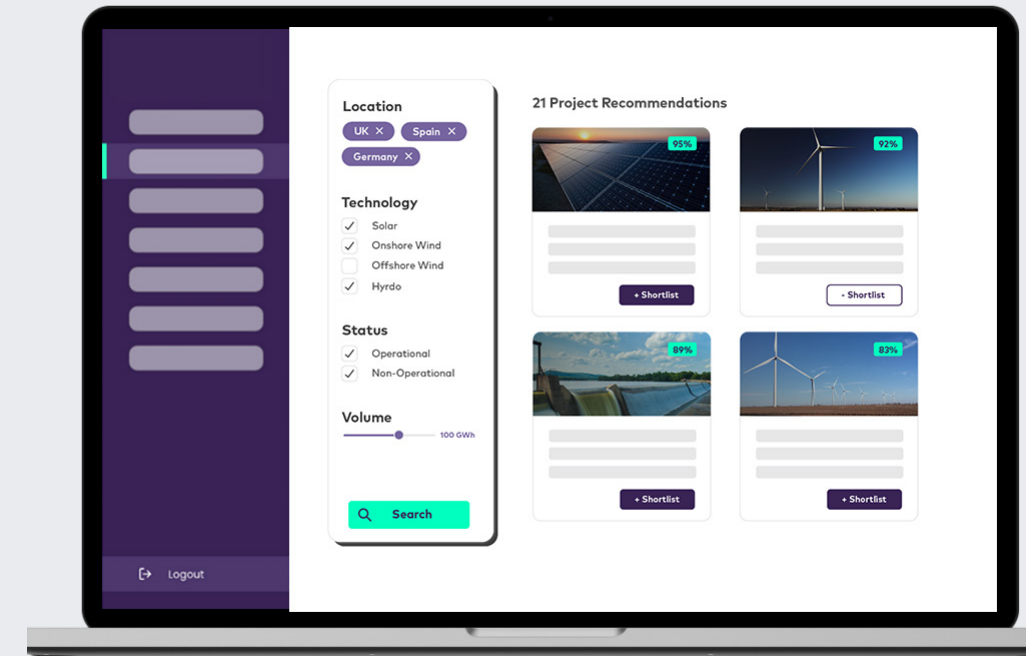 Location
UK ×
Spain ×
Germany ×
Technology
Solar
Onshore Wind
Offshore Wind
Hyrdo
Status
Operational
Non-Operational
Volume
100 GWh
Search
Logout
21 Project Recommendations
95%
+ Shortlist
92%
- Shortlist
89%
+ Shortlist
83%
+ Shortlist